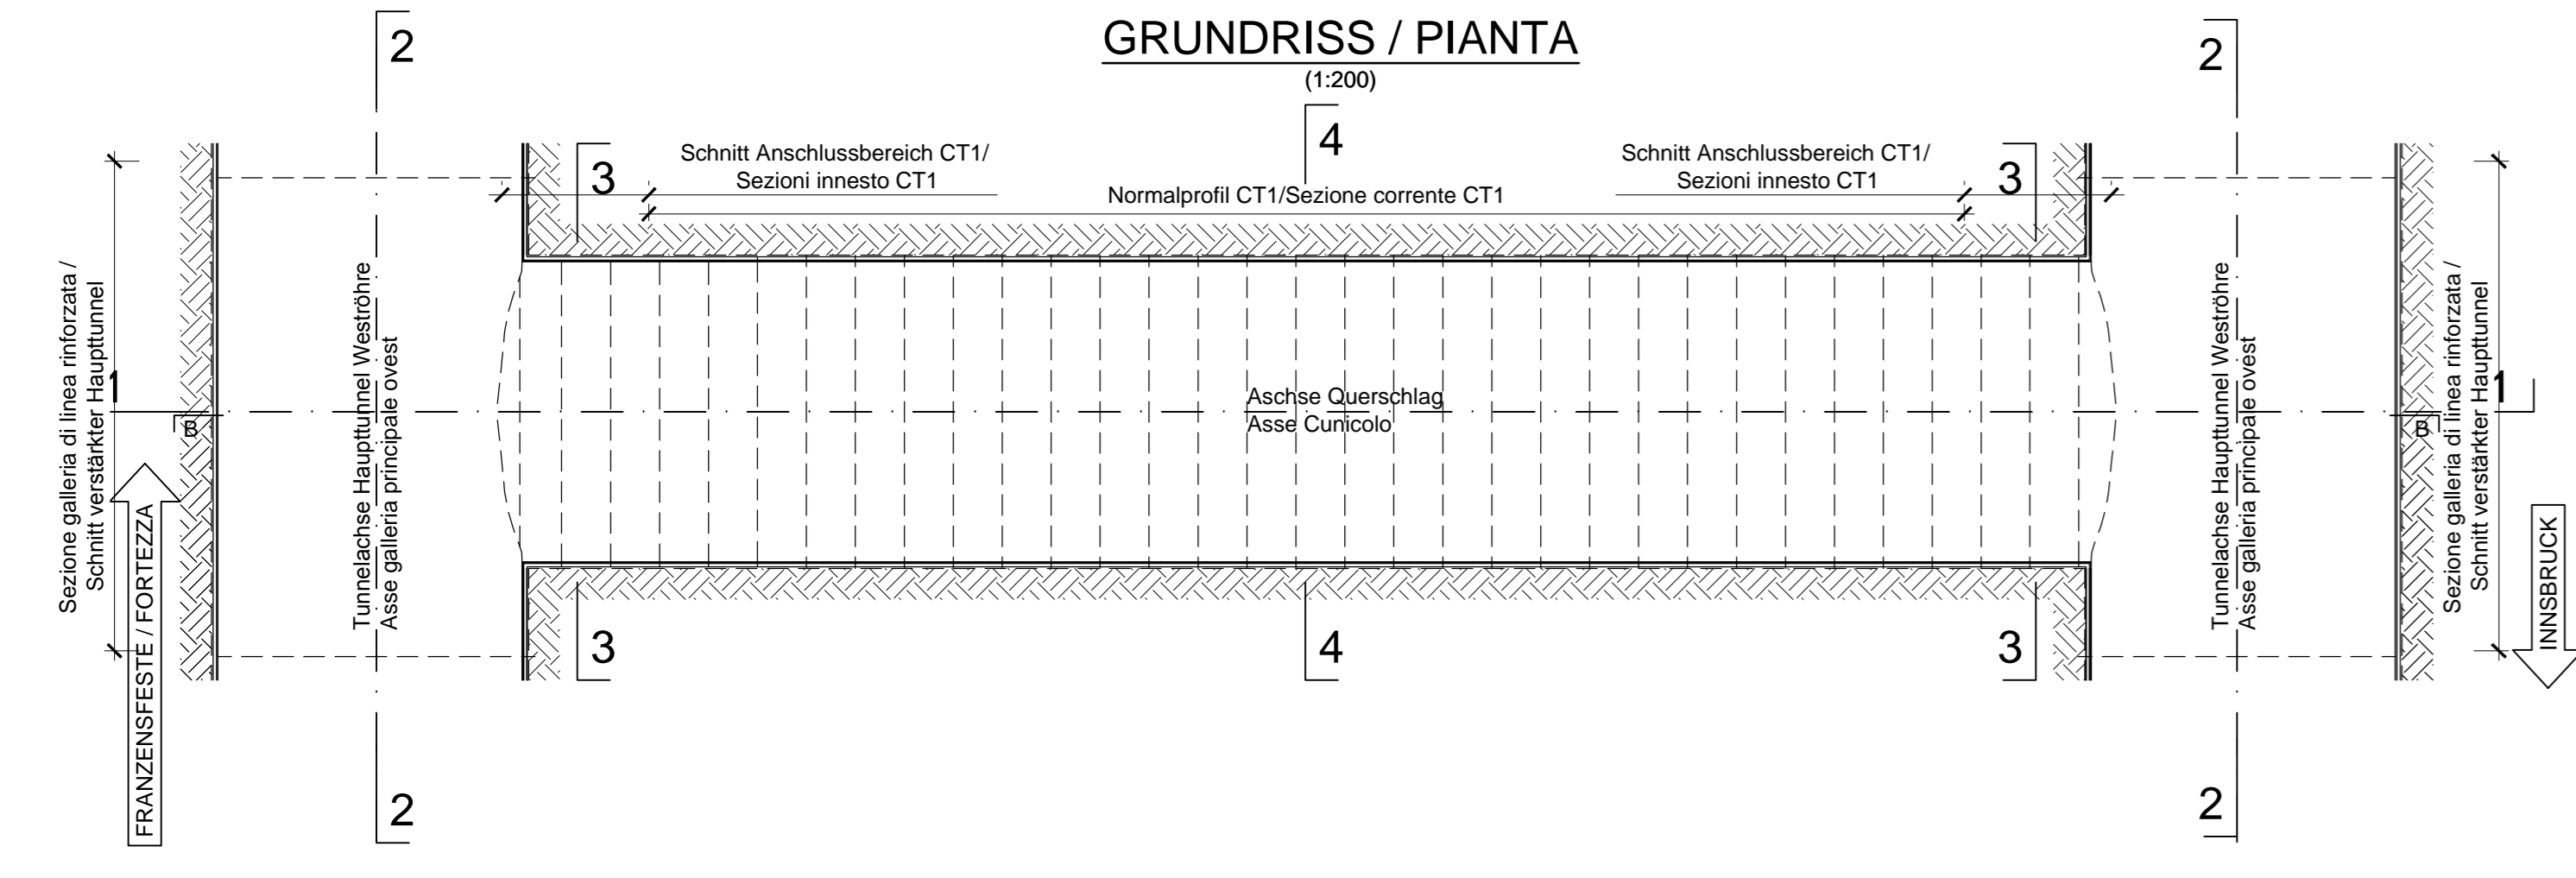 GRUNDRISS / PIANTA
(1:200)
2
2
4
3
Schnitt Anschlussbereich CT1/
Sezioni innesto CT1
Normalprofil CT1/Sezione corrente CT1
Schnitt Anschlussbereich CT1/
Sezioni innesto CT1
3
Sezione galleria di linea rinforzata /
Schnitt verstärkter Haupttunnel
1
B
FRANZENSFESTE / FORTEZZA
Tunnelachse Haupttunnel Weströhre
Asse galleria principale ovest
Aschse Querschlag
Asse Cunicolo
Tunnelachse Haupttunnel Weströhre
Asse galleria principale ovest
B
Sezione galleria di linea rinforzata /
Schnitt verstärkter Haupttunnel
1
INNSBRUCK
3
4
3
2
2